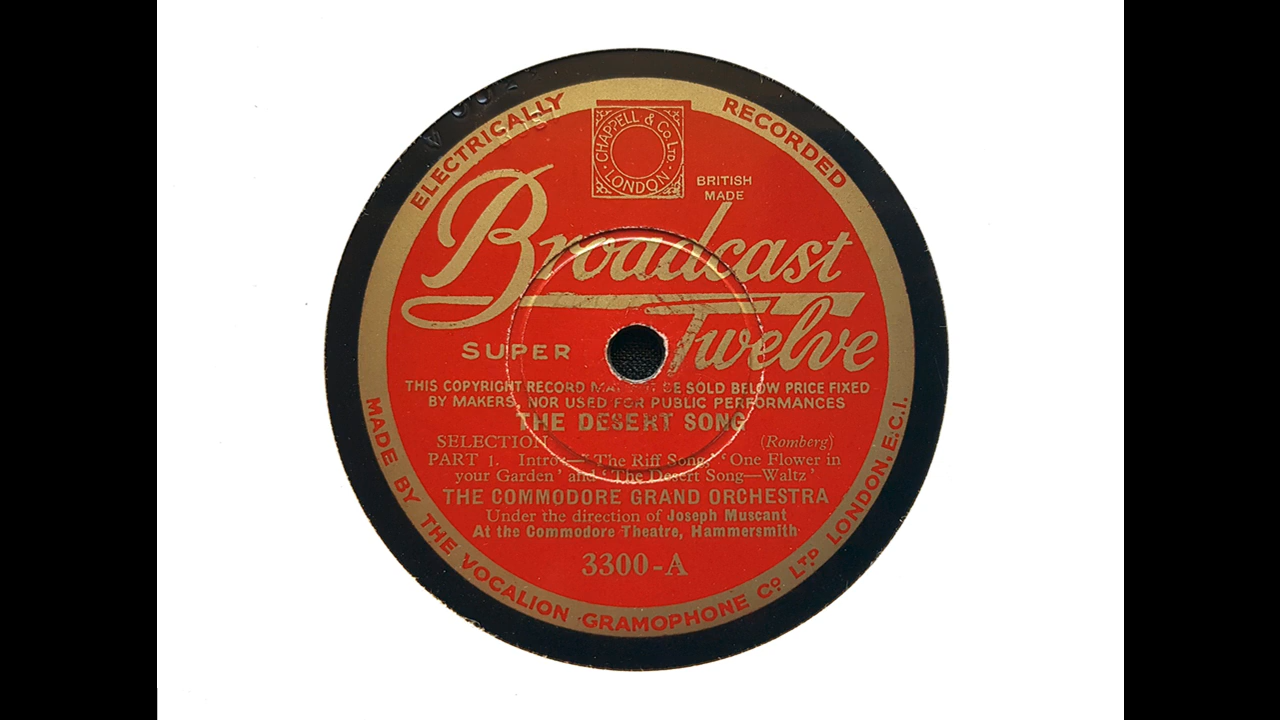 ELECTRICALLY RECORDED
CHAPPELL & Co. LTD.
LONDON
BRITISH
MADE
Broadcast
SUPER Twelve
THIS COPYRIGHT RECORD MAY NOT BE SOLD BELOW PRICE FIXED
BY MAKERS, NOR USED FOR PUBLIC PERFORMANCES
THE DESERT SONG
SELECTION (Romberg)
PART 1. Intro:—'The Riff Song,' 'One Flower in
your Garden' and 'The Desert Song—Waltz'
THE COMMODORE GRAND ORCHESTRA
Under the direction of Joseph Muscant
At the Commodore Theatre, Hammersmith
3300-A
MADE BY THE VOCALION GRAMOPHONE Co. LTD LONDON, E.C.I.